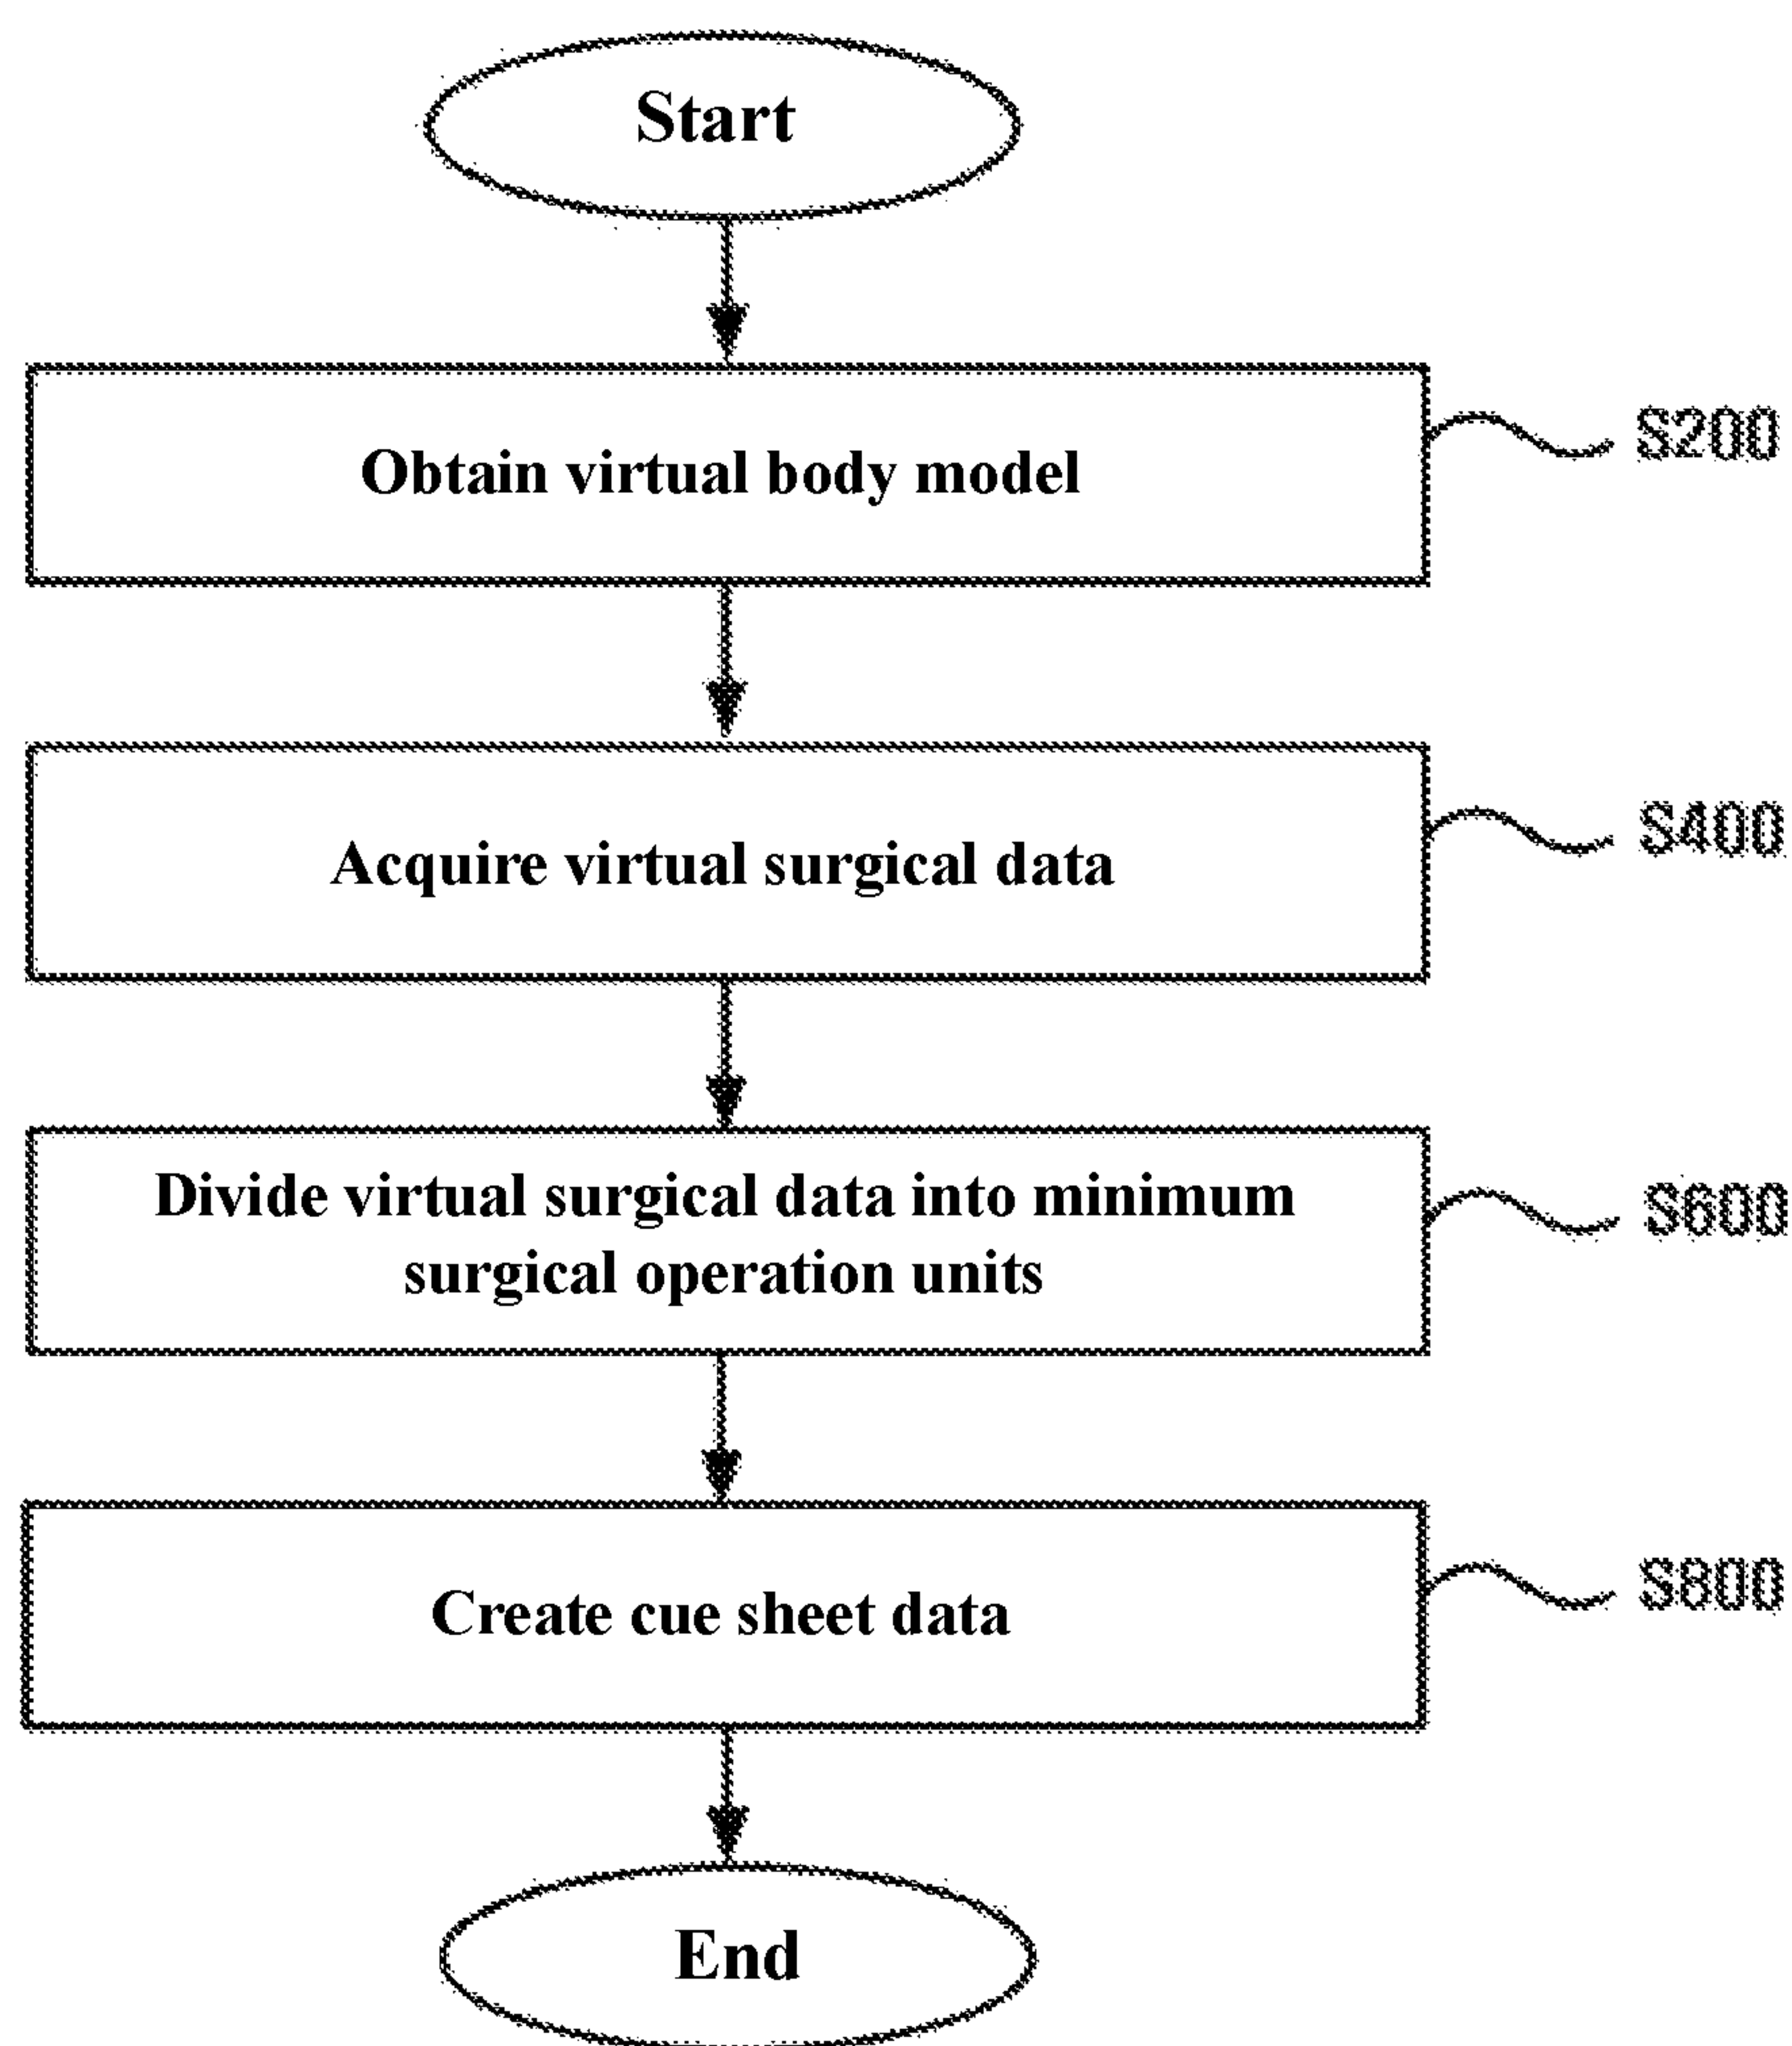 Start
Obtain virtual body model
S200
Acquire virtual surgical data
S400
Divide virtual surgical data into minimum
surgical operation units
S600
Create cue sheet data
S800
End